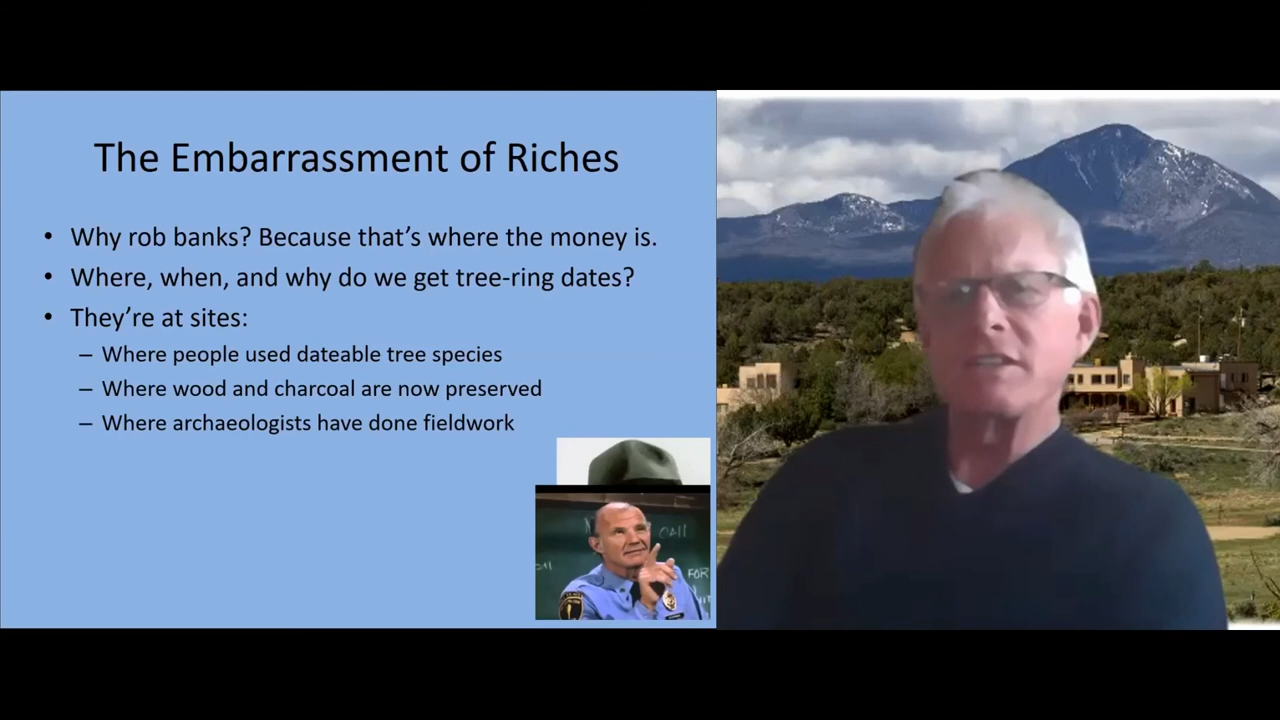 The Embarrassment of Riches
• Why rob banks? Because that’s where the money is.
• Where, when, and why do we get tree-ring dates?
• They’re at sites:
– Where people used dateable tree species
– Where wood and charcoal are now preserved
– Where archaeologists have done fieldwork
FOR